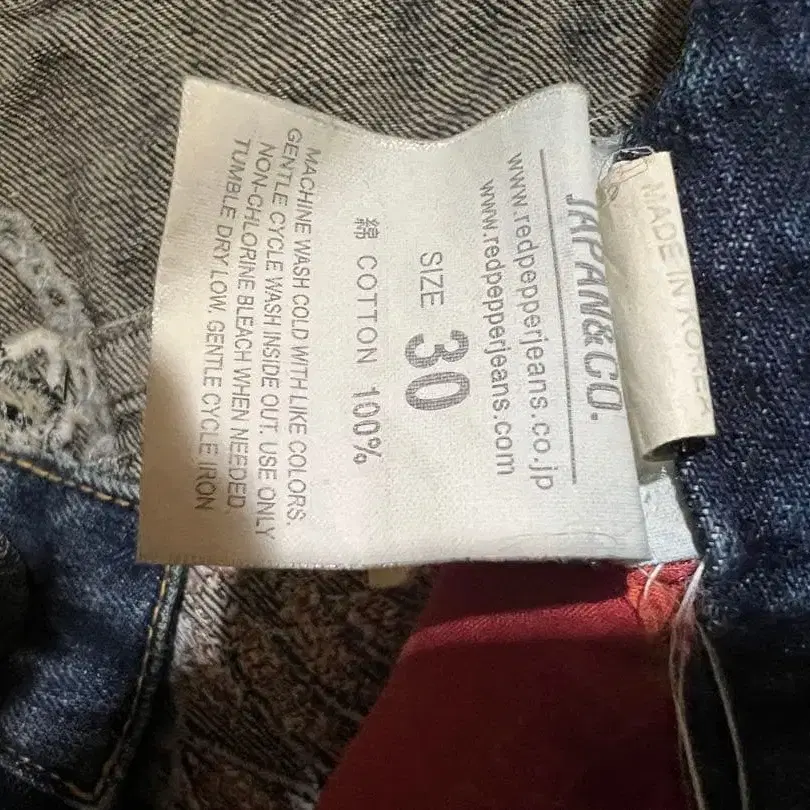 MADE IN KOREA
JAPAN&CO.
www.redpepperjeans.co.jp
www.redpepperjeans.com
SIZE 30
綿 COTTON 100%
MACHINE WASH COLD WITH LIKE COLORS.
GENTLE CYCLE WASH INSIDE OUT. USE ONLY
NON-CHLORINE BLEACH WHEN NEEDED.
TUMBLE DRY LOW. GENTLE CYCLE IRON